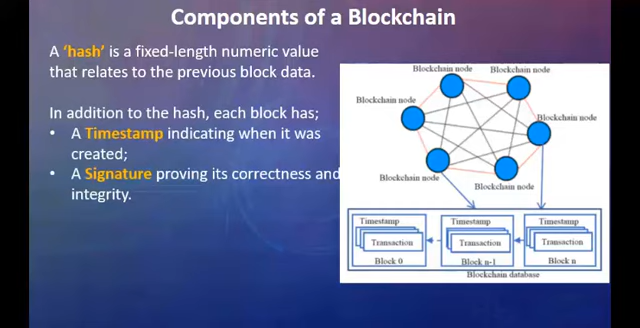 Components of a Blockchain
A ‘hash’ is a fixed-length numeric value
that relates to the previous block data.
In addition to the hash, each block has;
• A Timestamp indicating when it was
created;
• A Signature proving its correctness and
integrity.
Blockchain node
Blockchain node
Blockchain node
Blockchain node
Blockchain node
Blockchain node
Timestamp
Transaction
Block 0
Timestamp
Transaction
Block n-1
Timestamp
Transaction
Block n
Blockchain database